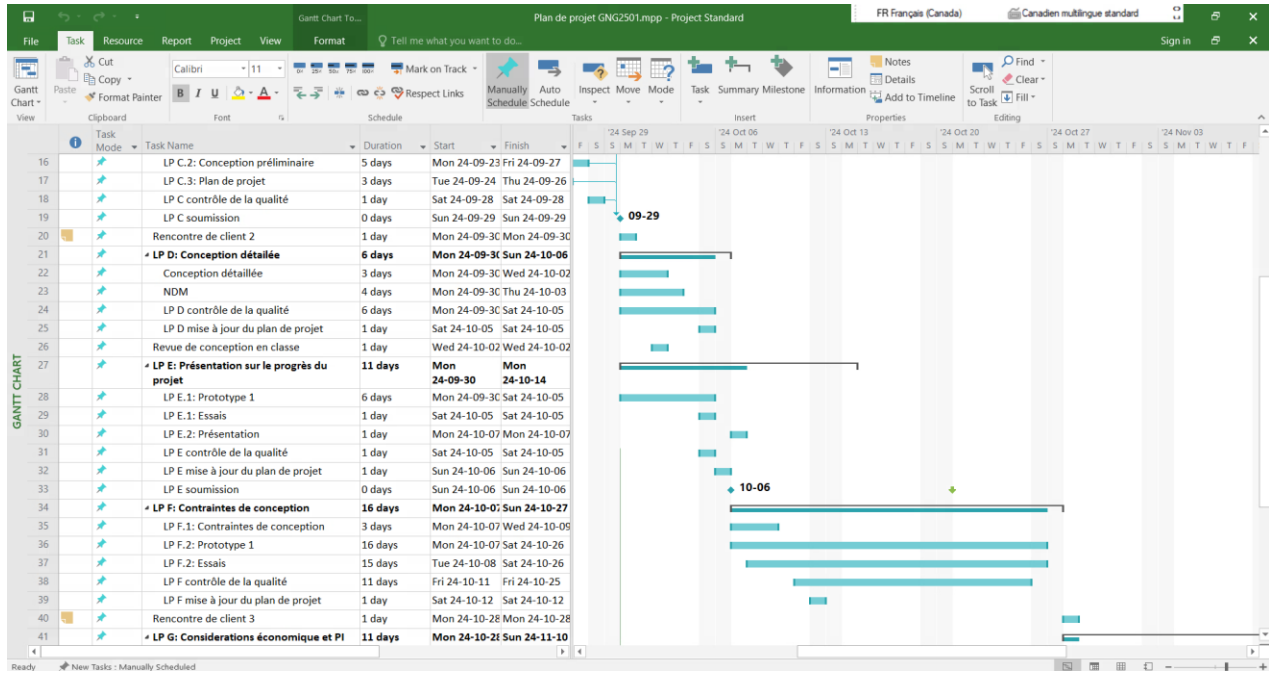 Gantt Chart To...
Plan de projet GNG2501.mpp - Project Standard
FR Français (Canada)
Canadien multilingue standard
File Task Resource Report Project View Format Tell me what you want to do... Sign in
Gantt Chart
View
Paste
Cut
Copy
Format Painter
Clipboard
Calibri 11
B I U A
Font
Mark on Track
Respect Links
Schedule
Manually Schedule
Auto Schedule
Inspect Move Mode
Tasks
Task Summary Milestone
Insert
Information
Notes
Details
Add to Timeline
Properties
Scroll to Task
Find
Clear
Fill
Editing
Task Mode Task Name Duration Start Finish
'24 Sep 29 '24 Oct 06 '24 Oct 13 '24 Oct 20 '24 Oct 27 '24 Nov 03
F S S M T W T F S S M T W T F S S M T W T F S S M T W T F S S M T W T F S S M T W T F
16 LP C.2: Conception préliminaire 5 days Mon 24-09-23 Fri 24-09-27
17 LP C.3: Plan de projet 3 days Tue 24-09-24 Thu 24-09-26
18 LP C contrôle de la qualité 1 day Sat 24-09-28 Sat 24-09-28
19 LP C soumission 0 days Sun 24-09-29 Sun 24-09-29 09-29
20 Rencontre de client 2 1 day Mon 24-09-30 Mon 24-09-30
21 LP D: Conception détailée 6 days Mon 24-09-30 Sun 24-10-06
22 Conception détaillée 3 days Mon 24-09-30 Wed 24-10-02
23 NDM 4 days Mon 24-09-30 Thu 24-10-03
24 LP D contrôle de la qualité 6 days Mon 24-09-30 Sat 24-10-05
25 LP D mise à jour du plan de projet 1 day Sat 24-10-05 Sat 24-10-05
26 Revue de conception en classe 1 day Wed 24-10-02 Wed 24-10-02
27 LP E: Présentation sur le progrès du projet 11 days Mon 24-09-30 Mon 24-10-14
28 LP E.1: Prototype 1 6 days Mon 24-09-30 Sat 24-10-05
29 LP E.1: Essais 1 day Sat 24-10-05 Sat 24-10-05
30 LP E.2: Présentation 1 day Mon 24-10-07 Mon 24-10-07
31 LP E contrôle de la qualité 1 day Sat 24-10-05 Sat 24-10-05
32 LP E mise à jour du plan de projet 1 day Sun 24-10-06 Sun 24-10-06
33 LP E soumission 0 days Sun 24-10-06 Sun 24-10-06 10-06
34 LP F: Contraintes de conception 16 days Mon 24-10-07 Sun 24-10-27
35 LP F.1: Contraintes de conception 3 days Mon 24-10-07 Wed 24-10-09
36 LP F.2: Prototype 1 16 days Mon 24-10-07 Sat 24-10-26
37 LP F.2: Essais 15 days Tue 24-10-08 Sat 24-10-26
38 LP F contrôle de la qualité 11 days Fri 24-10-11 Fri 24-10-25
39 LP F mise à jour du plan de projet 1 day Sat 24-10-12 Sat 24-10-12
40 Rencontre de client 3 1 day Mon 24-10-28 Mon 24-10-28
41 LP G: Considerations économique et PI 11 days Mon 24-10-28 Sun 24-11-10
GANTT CHART
Ready New Tasks : Manually Scheduled